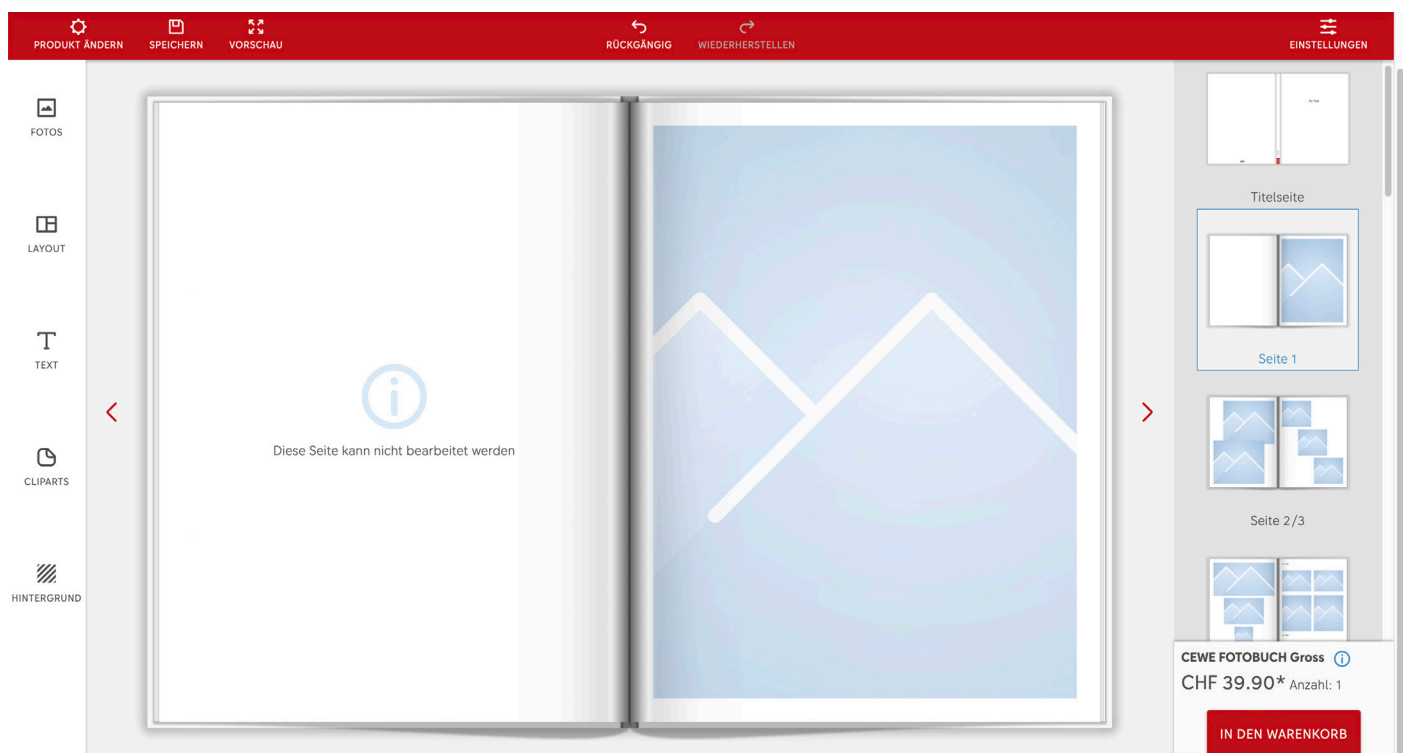 PRODUKT ÄNDERN
SPEICHERN
VORSCHAU
RÜCKGÄNGIG
WIEDERHERSTELLEN
EINSTELLUNGEN
FOTOS
LAYOUT
TEXT
CLIPARTS
HINTERGRUND
Diese Seite kann nicht bearbeitet werden
Titelseite
Seite 1
Seite 2/3
CEWE FOTOBUCH Gross
CHF 39.90* Anzahl: 1
IN DEN WARENKORB